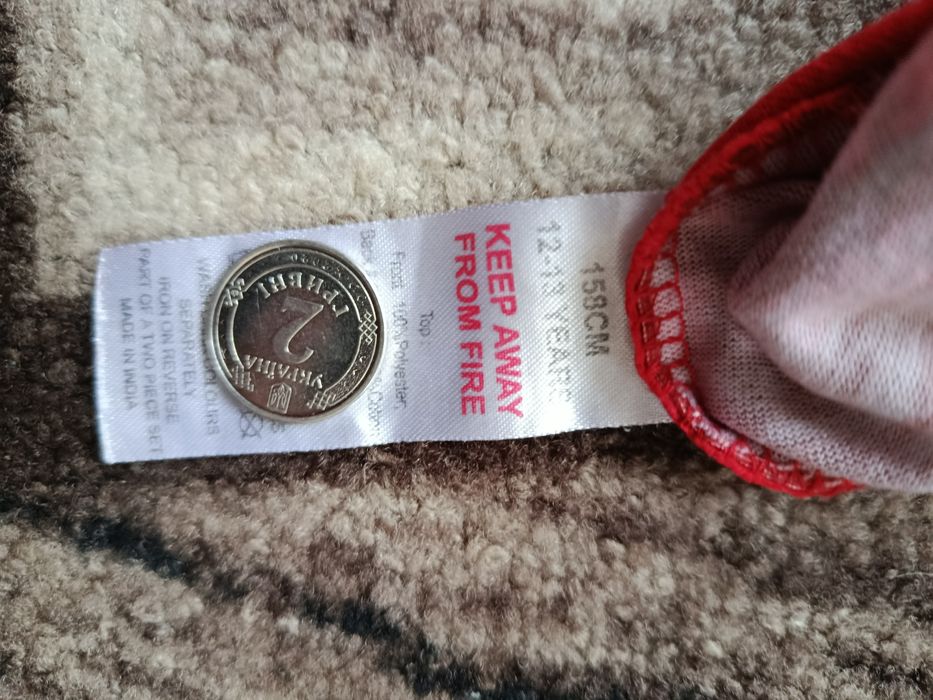 158CM
12-13 YEARS
KEEP AWAY
FROM FIRE
Top
Front 100% Polyester,
SEPARATELY
IRON ON REVERSE
PART OF A TWO PIECE SET
MADE IN INDIA
УКРАЇНА
2
ГРИВНІ